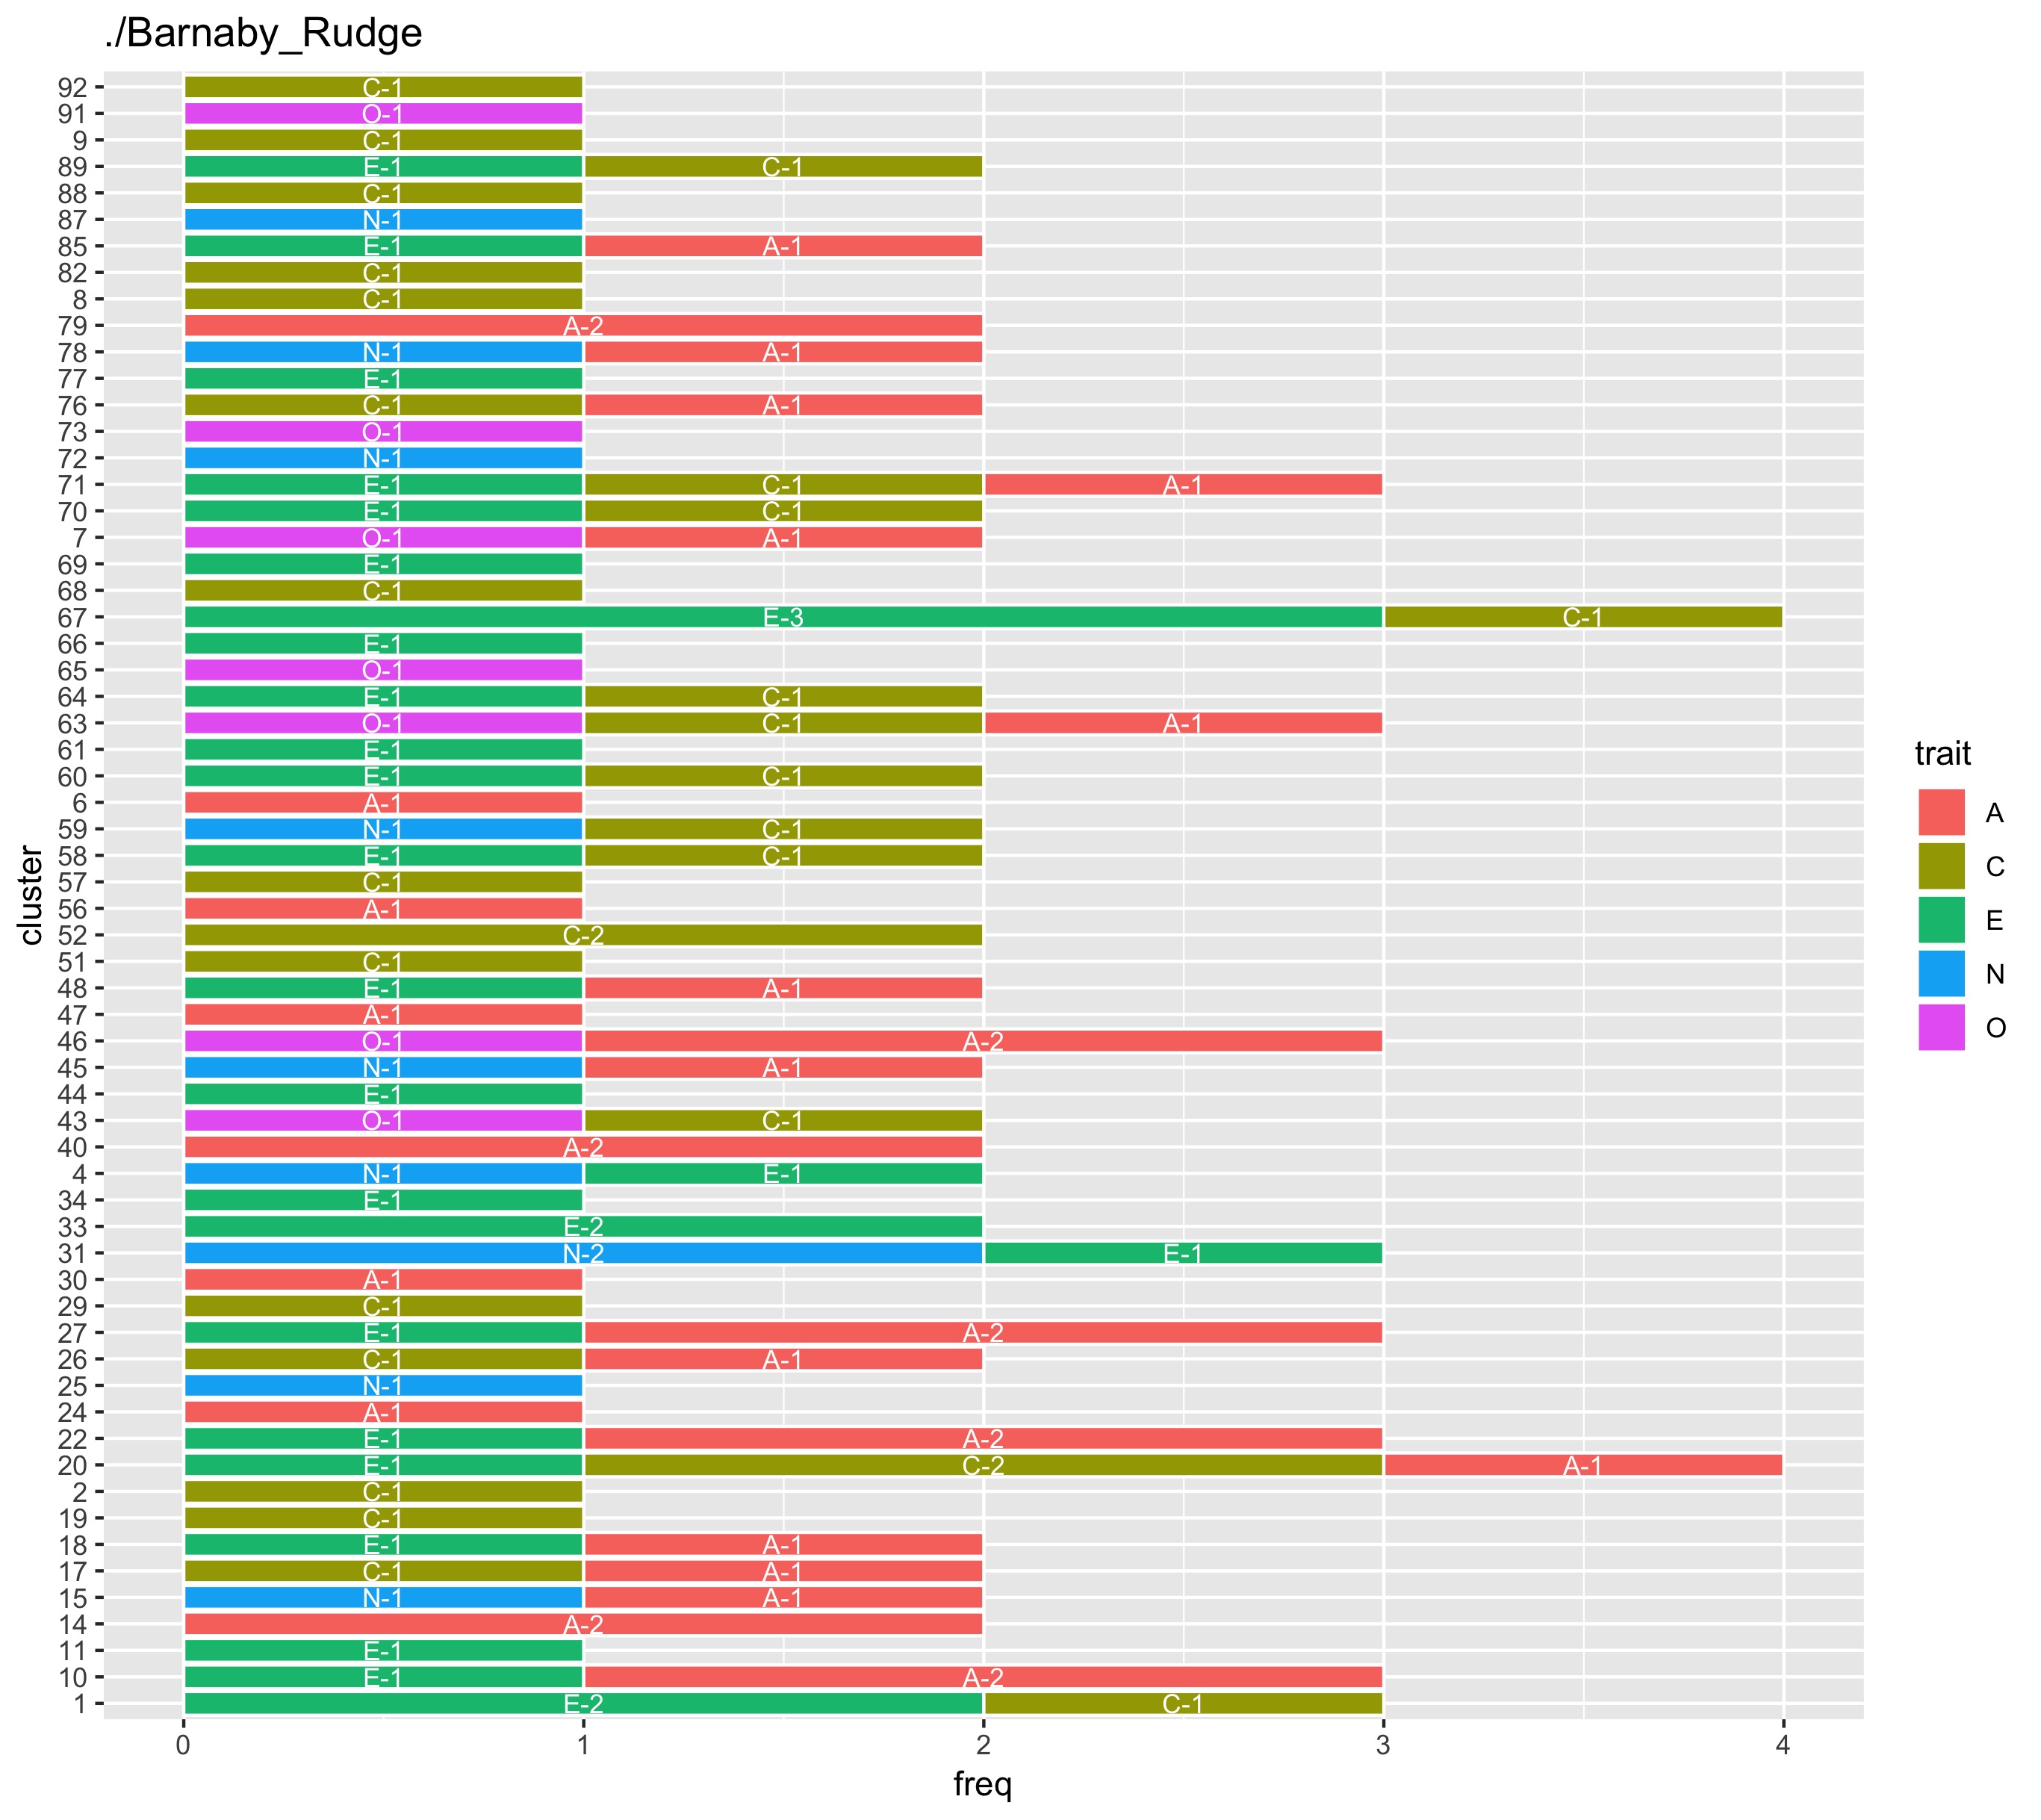 ./Barnaby_Rudge
92 C-1
91 O-1
9 C-1
89 E-1 C-1
88 C-1
87 N-1
85 E-1 A-1
82 C-1
8 C-1
79 A-2
78 N-1 A-1
77 E-1
76 C-1 A-1
73 O-1
72 N-1
71 E-1 C-1 A-1
70 E-1 C-1
7 O-1 A-1
69 E-1
68 C-1
67 E-3 C-1
66 E-1
65 O-1
64 E-1 C-1
63 O-1 C-1 A-1
61 E-1
60 E-1 C-1
6 A-1
59 N-1 C-1
58 E-1 C-1
57 C-1
56 A-1
52 C-2
51 C-1
48 E-1 A-1
47 A-1
46 O-1 A-2
45 N-1 A-1
44 E-1
43 O-1 C-1
40 A-2
4 N-1 E-1
34 E-1
33 E-2
31 N-2 E-1
30 A-1
29 C-1
27 E-1 A-2
26 C-1 A-1
25 N-1
24 A-1
22 E-1 A-2
20 E-1 C-2 A-1
2 C-1
19 C-1
18 E-1 A-1
17 C-1 A-1
15 N-1 A-1
14 A-2
11 E-1
10 E-1 A-2
1 E-2 C-1
0 1 2 3 4
freq
cluster
trait
A
C
E
N
O